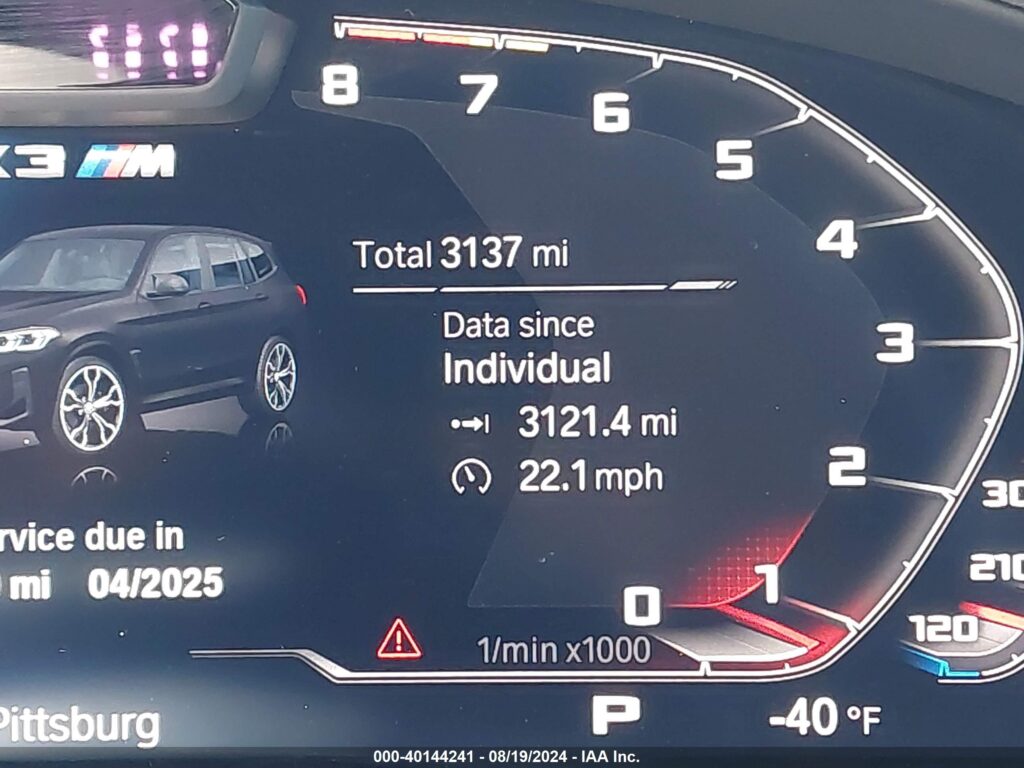 X3 M
8
7
6
5
4
3
2
1
0
Total 3137 mi
Data since
Individual
3121.4 mi
22.1 mph
rvice due in
mi 04/2025
1/min x1000
30
210
120
Pittsburg
P
-40 °F
000-40144241 - 08/19/2024 - IAA Inc.